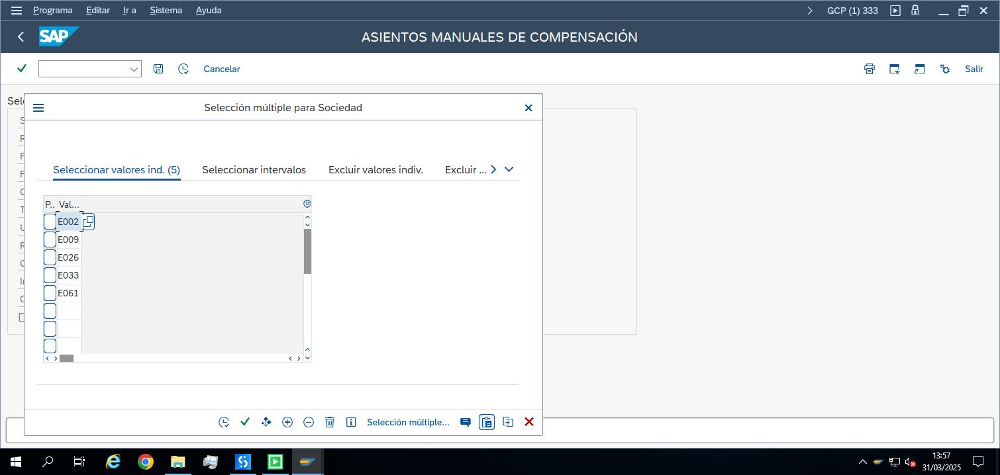 Programa Editar Ir a Sistema Ayuda GCP (1) 333
SAP ASIENTOS MANUALES DE COMPENSACIÓN
Cancelar Salir
Sele
Selección múltiple para Sociedad
Seleccionar valores ind. (5) Seleccionar intervalos Excluir valores indiv. Excluir ...
P.. Val...
E002
E009
E026
E033
E061
Selección múltiple...
13:57
31/03/2025